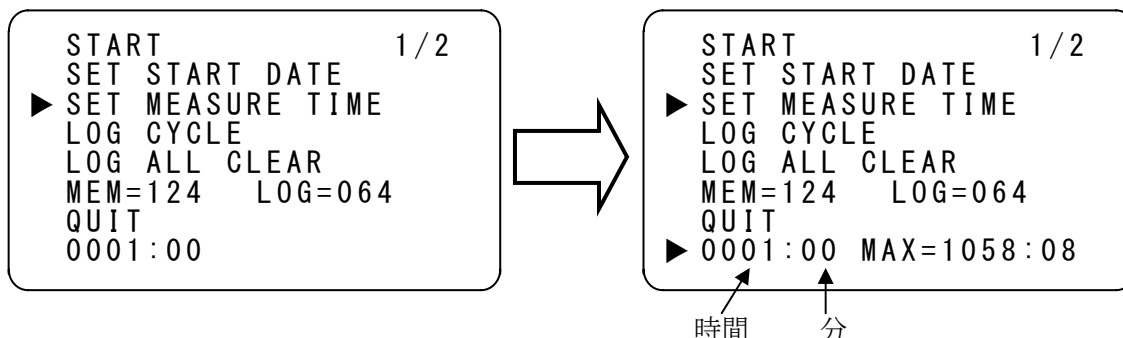 START 1/2
SET START DATE
▶ SET MEASURE TIME
LOG CYCLE
LOG ALL CLEAR
MEM=124 LOG=064
QUIT
0001:00
START 1/2
SET START DATE
▶ SET MEASURE TIME
LOG CYCLE
LOG ALL CLEAR
MEM=124 LOG=064
QUIT
▶ 0001:00 MAX=1058:08
時間 分